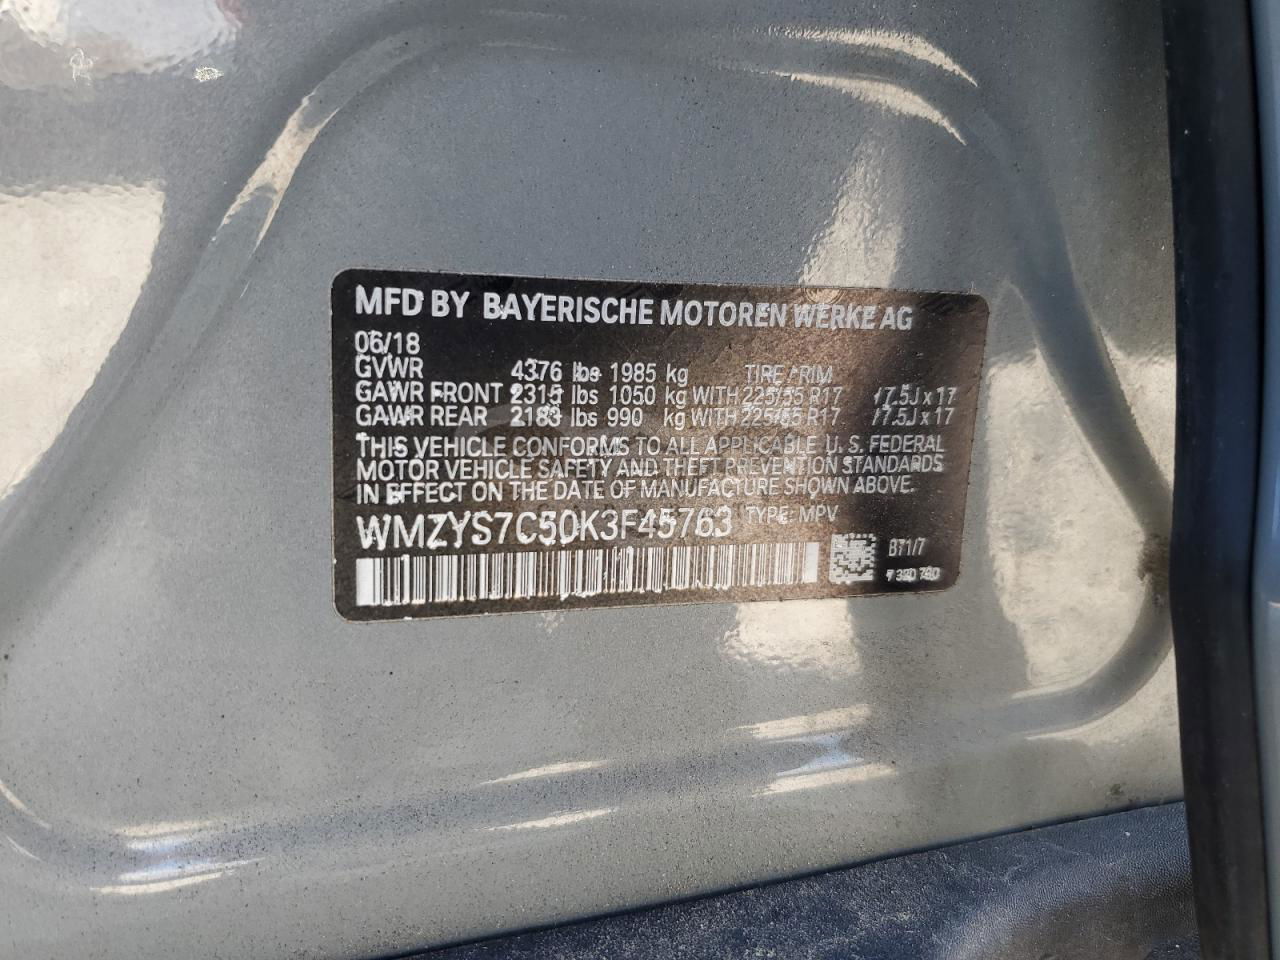 MFD BY BAYERISCHE MOTOREN WERKE AG
06/18
GVWR 4376 lbs 1985 kg TIRE / RIM
GAWR FRONT 2315 lbs 1050 kg WITH 225/55 R17 / 7.5J x 17
GAWR REAR 2183 lbs 990 kg WITH 225/55 R17 / 7.5J x 17
THIS VEHICLE CONFORMS TO ALL APPLICABLE U. S. FEDERAL
MOTOR VEHICLE SAFETY AND THEFT PREVENTION STANDARDS
IN EFFECT ON THE DATE OF MANUFACTURE SHOWN ABOVE.
WMZYS7C50K3F45763 TYPE: MPV
B71/7